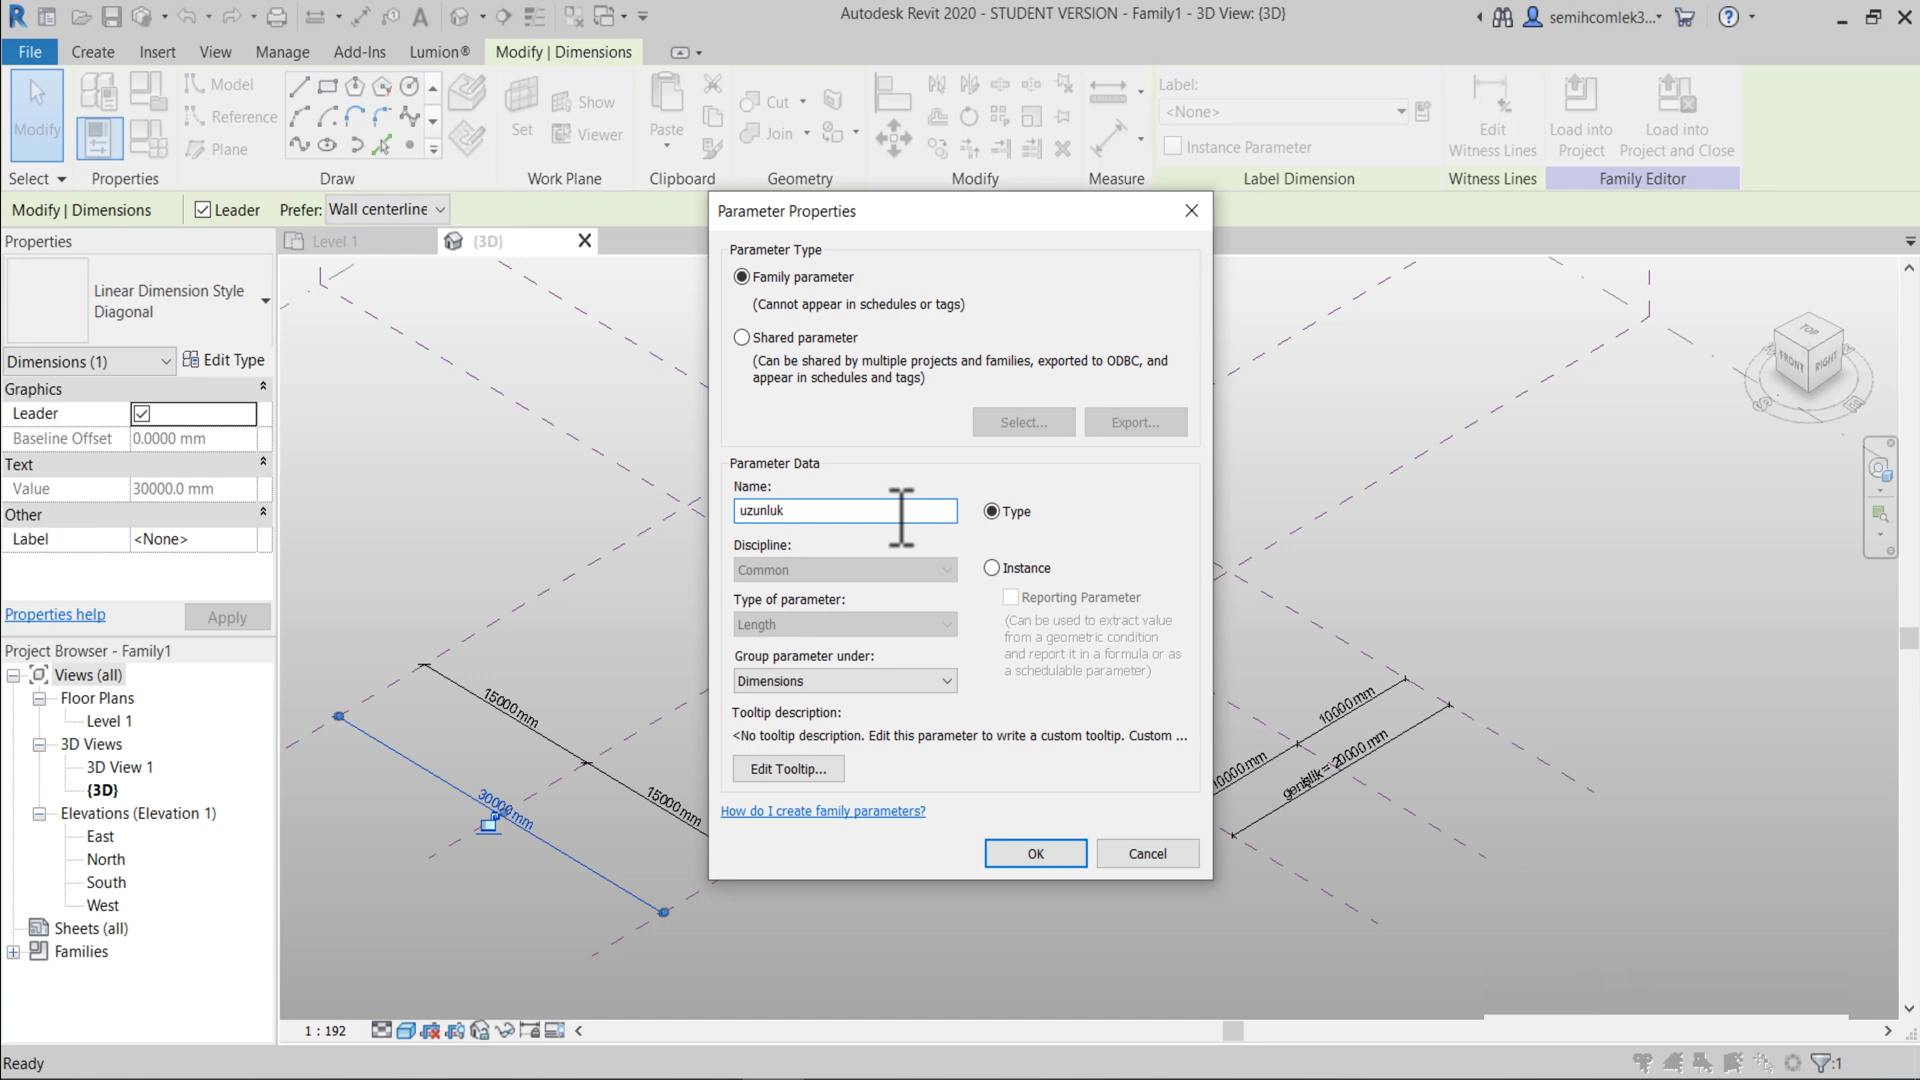 Autodesk Revit 2020 - STUDENT VERSION - Family1 - 3D View: {3D}
semihcomlek3...
File Create Insert View Manage Add-Ins Lumion® Modify | Dimensions
Modify
Model
Reference
Plane
Set
Show
Viewer
Paste
Cut
Join
Label:
<None>
Instance Parameter
Edit
Witness Lines
Load into
Project
Load into
Project and Close
Select Properties Draw Work Plane Clipboard Geometry Modify Measure Label Dimension Witness Lines Family Editor
Modify | Dimensions Leader Prefer: Wall centerline
Properties
Linear Dimension Style
Diagonal
Dimensions (1) Edit Type
Graphics
Leader
Baseline Offset 0.0000 mm
Text
Value 30000.0 mm
Other
Label <None>
Properties help Apply
Project Browser - Family1
Views (all)
Floor Plans
Level 1
3D Views
3D View 1
{3D}
Elevations (Elevation 1)
East
North
South
West
Sheets (all)
Families
Level 1 {3D}
15000 mm
15000 mm
30000 mm
10000 mm
10000 mm
genişlik = 20000 mm
TOP
FRONT
RIGHT
S
E
Parameter Properties
Parameter Type
Family parameter
(Cannot appear in schedules or tags)
Shared parameter
(Can be shared by multiple projects and families, exported to ODBC, and
appear in schedules and tags)
Select... Export...
Parameter Data
Name:
uzunluk
Type
Discipline:
Common
Instance
Reporting Parameter
(Can be used to extract value
from a geometric condition
and report it in a formula or as
a schedulable parameter)
Type of parameter:
Length
Group parameter under:
Dimensions
Tooltip description:
<No tooltip description. Edit this parameter to write a custom tooltip. Custom ...
Edit Tooltip...
How do I create family parameters?
OK Cancel
1 : 192
Ready
:1